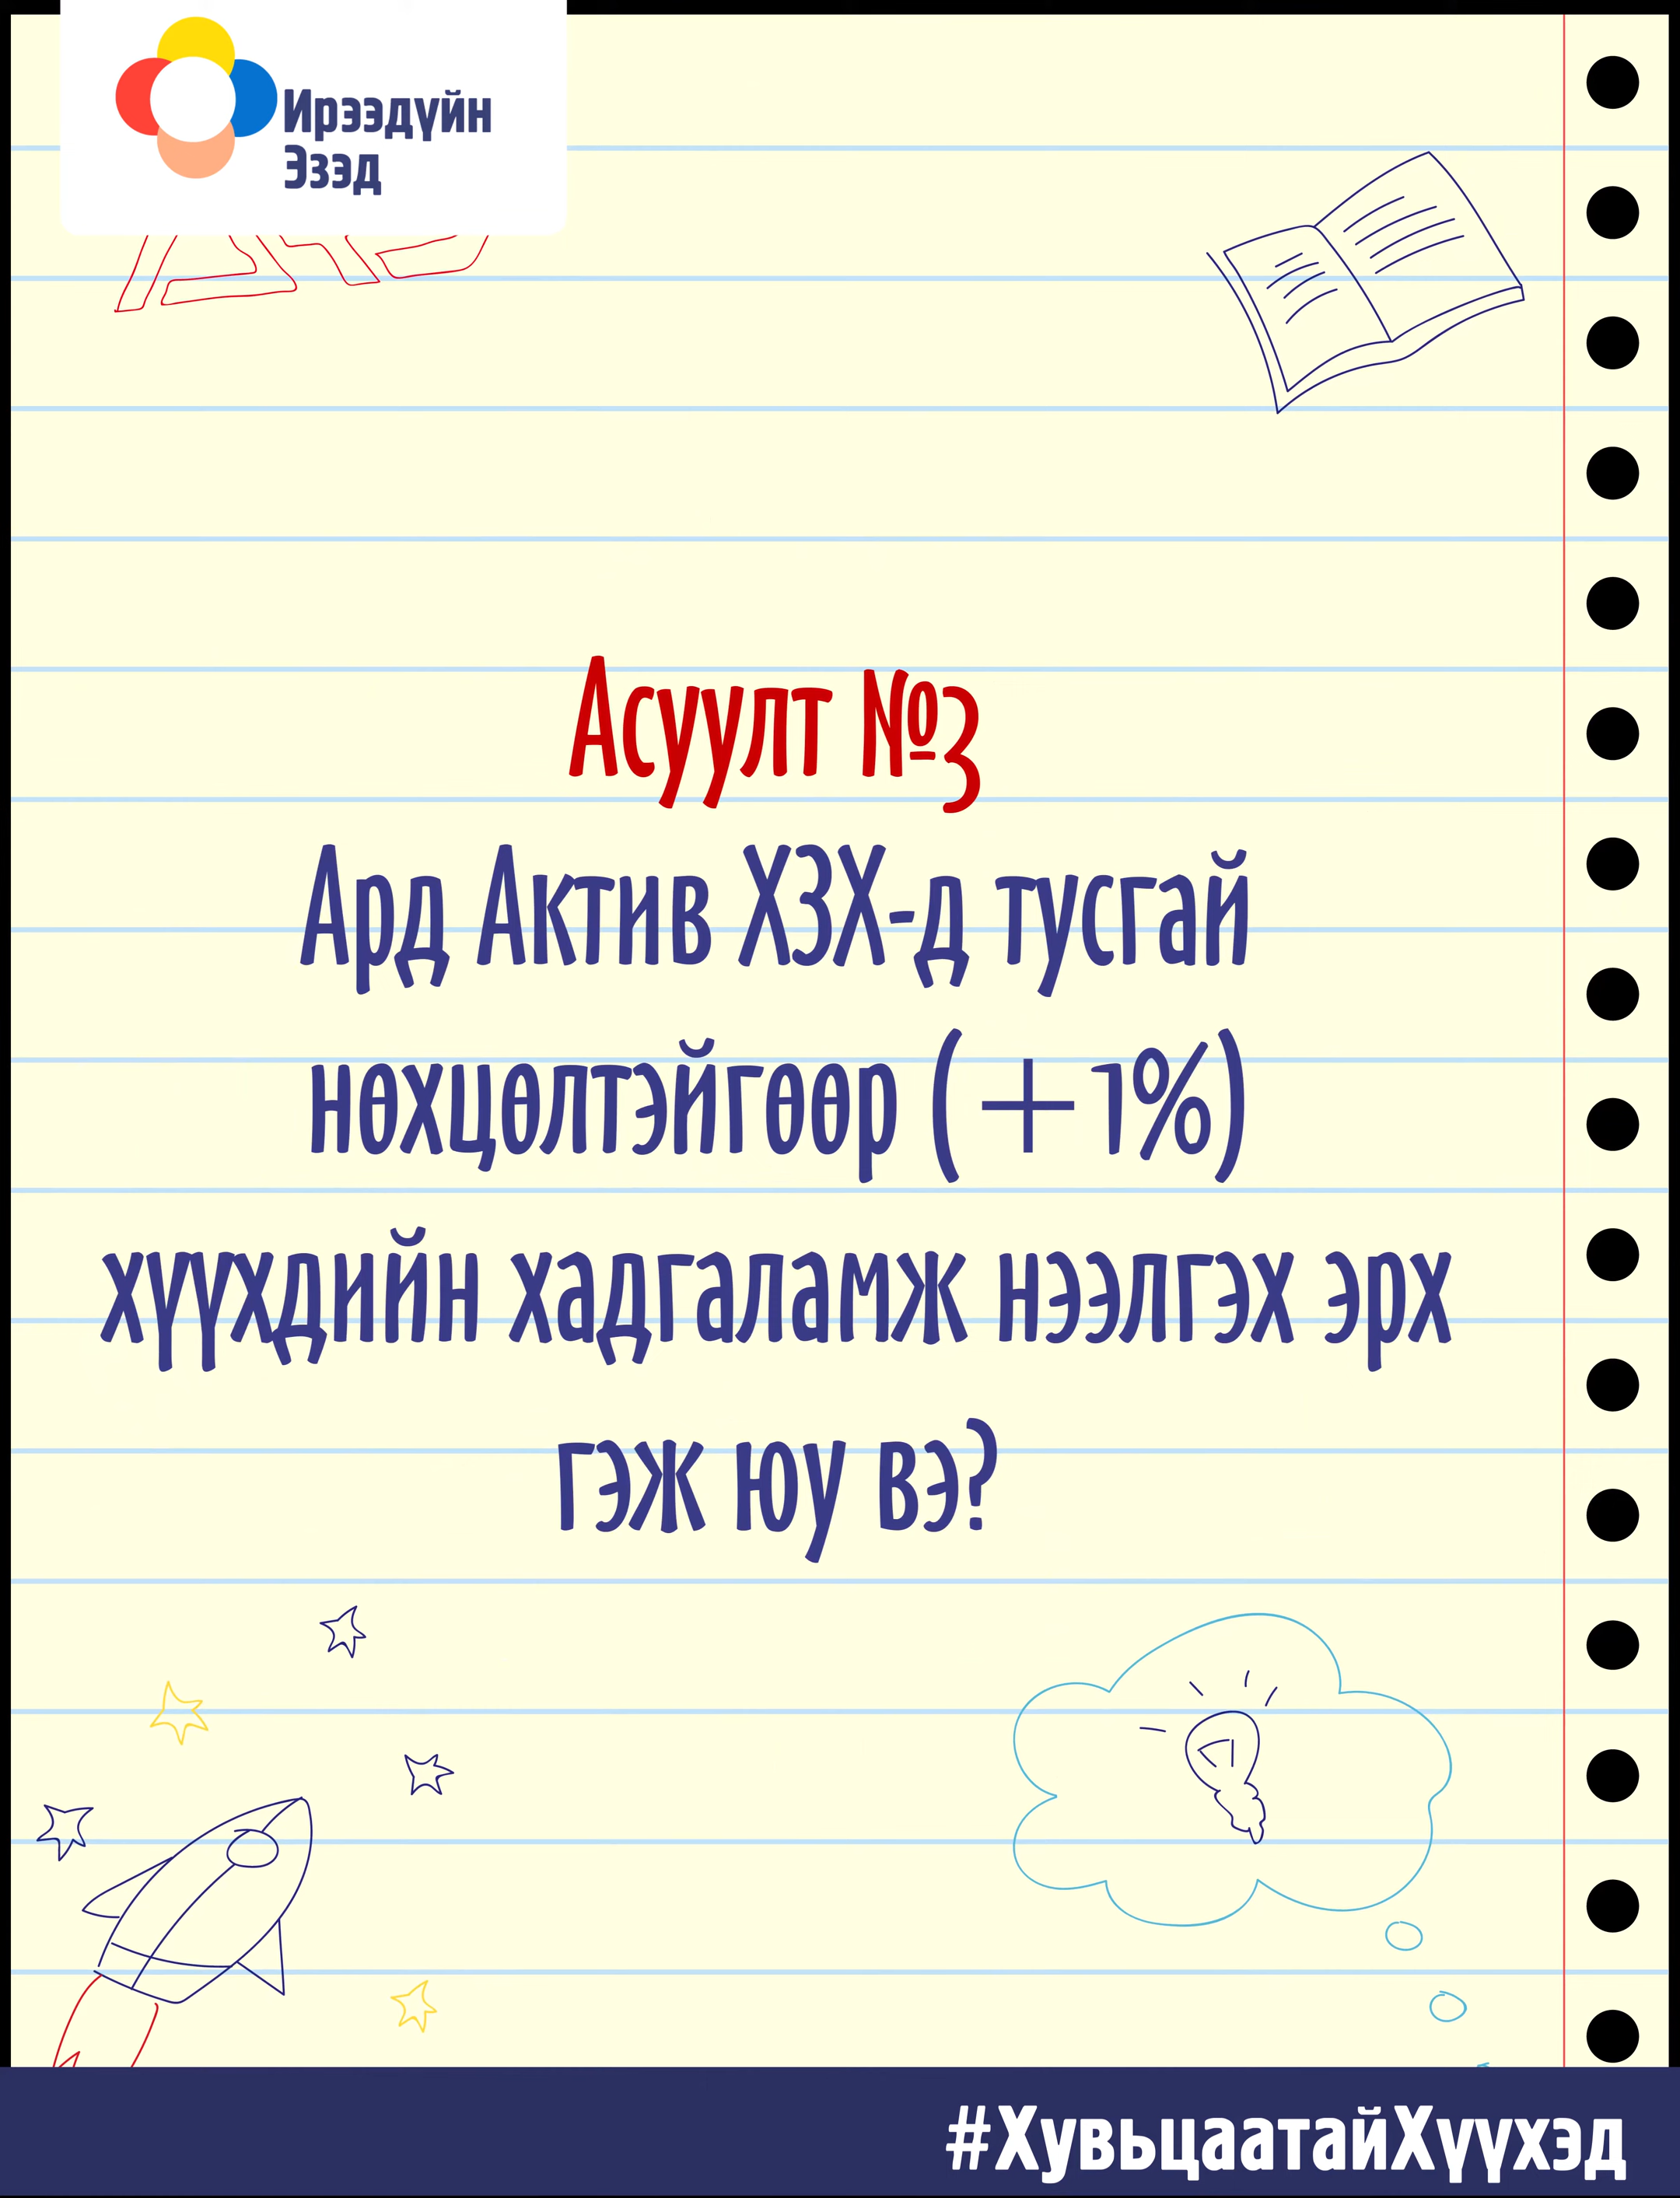 Ирээдүйн
Эзэд
Асуулт №3
Ард Актив ХЗХ-д тусгай
нөхцөлтэйгөөр (+1%)
хүүхдийн хадгаламж нээлгэх эрх
гэж юу вэ?
#ХувьцаатайХүүхэд